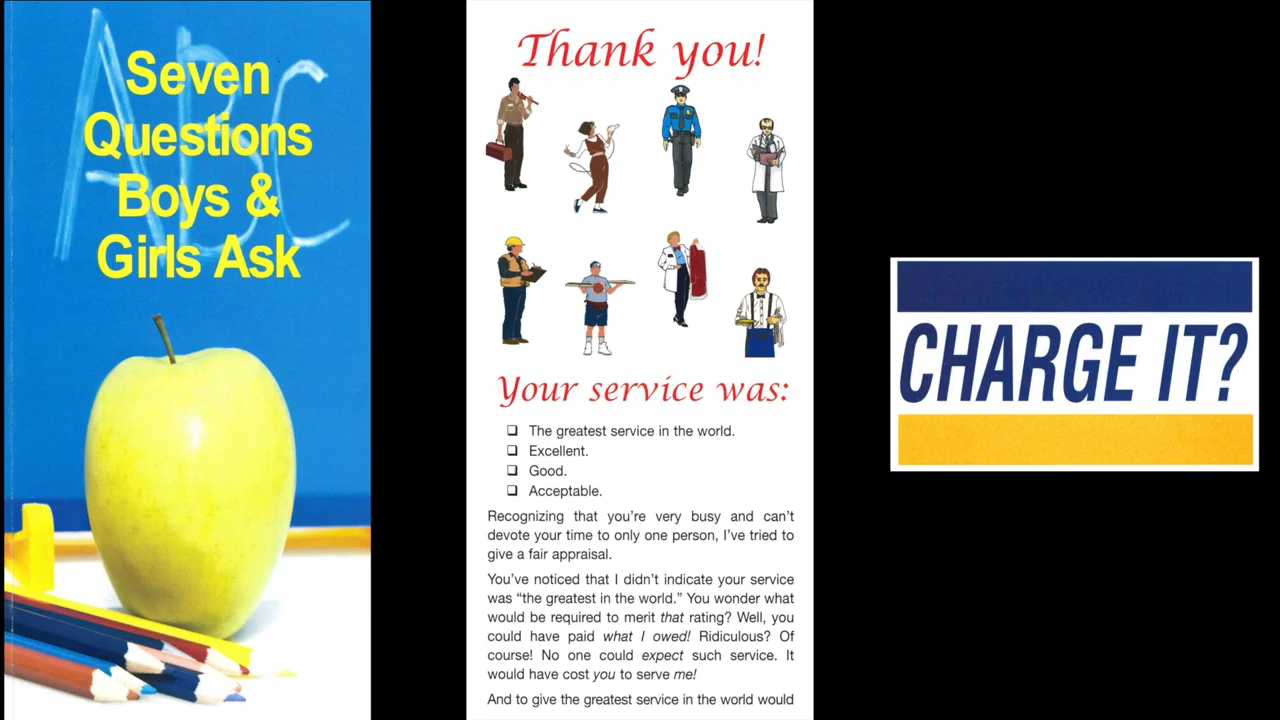 ABC
Seven
Questions
Boys &
Girls Ask
Thank you!
Your service was:
❑ The greatest service in the world.
❑ Excellent.
❑ Good.
❑ Acceptable.
Recognizing that you're very busy and can't
devote your time to only one person, I've tried to
give a fair appraisal.
You've noticed that I didn't indicate your service
was “the greatest in the world.” You wonder what
would be required to merit that rating? Well, you
could have paid what I owed! Ridiculous? Of
course! No one could expect such service. It
would have cost you to serve me!
And to give the greatest service in the world would
CHARGE IT?